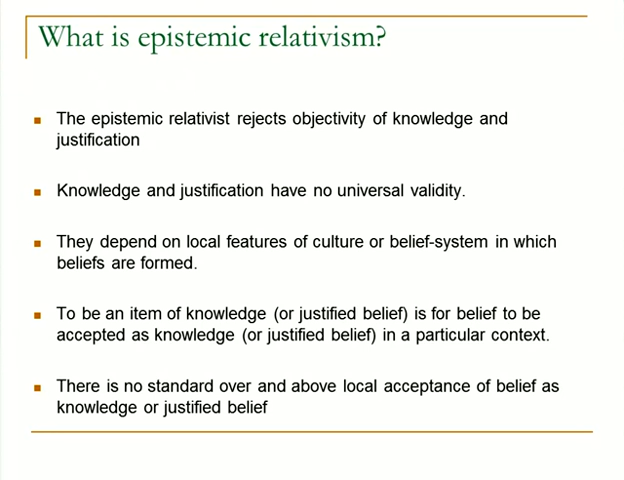 What is epistemic relativism?
The epistemic relativist rejects objectivity of knowledge and
justification
Knowledge and justification have no universal validity.
They depend on local features of culture or belief-system in which
beliefs are formed.
To be an item of knowledge (or justified belief) is for belief to be
accepted as knowledge (or justified belief) in a particular context.
There is no standard over and above local acceptance of belief as
knowledge or justified belief